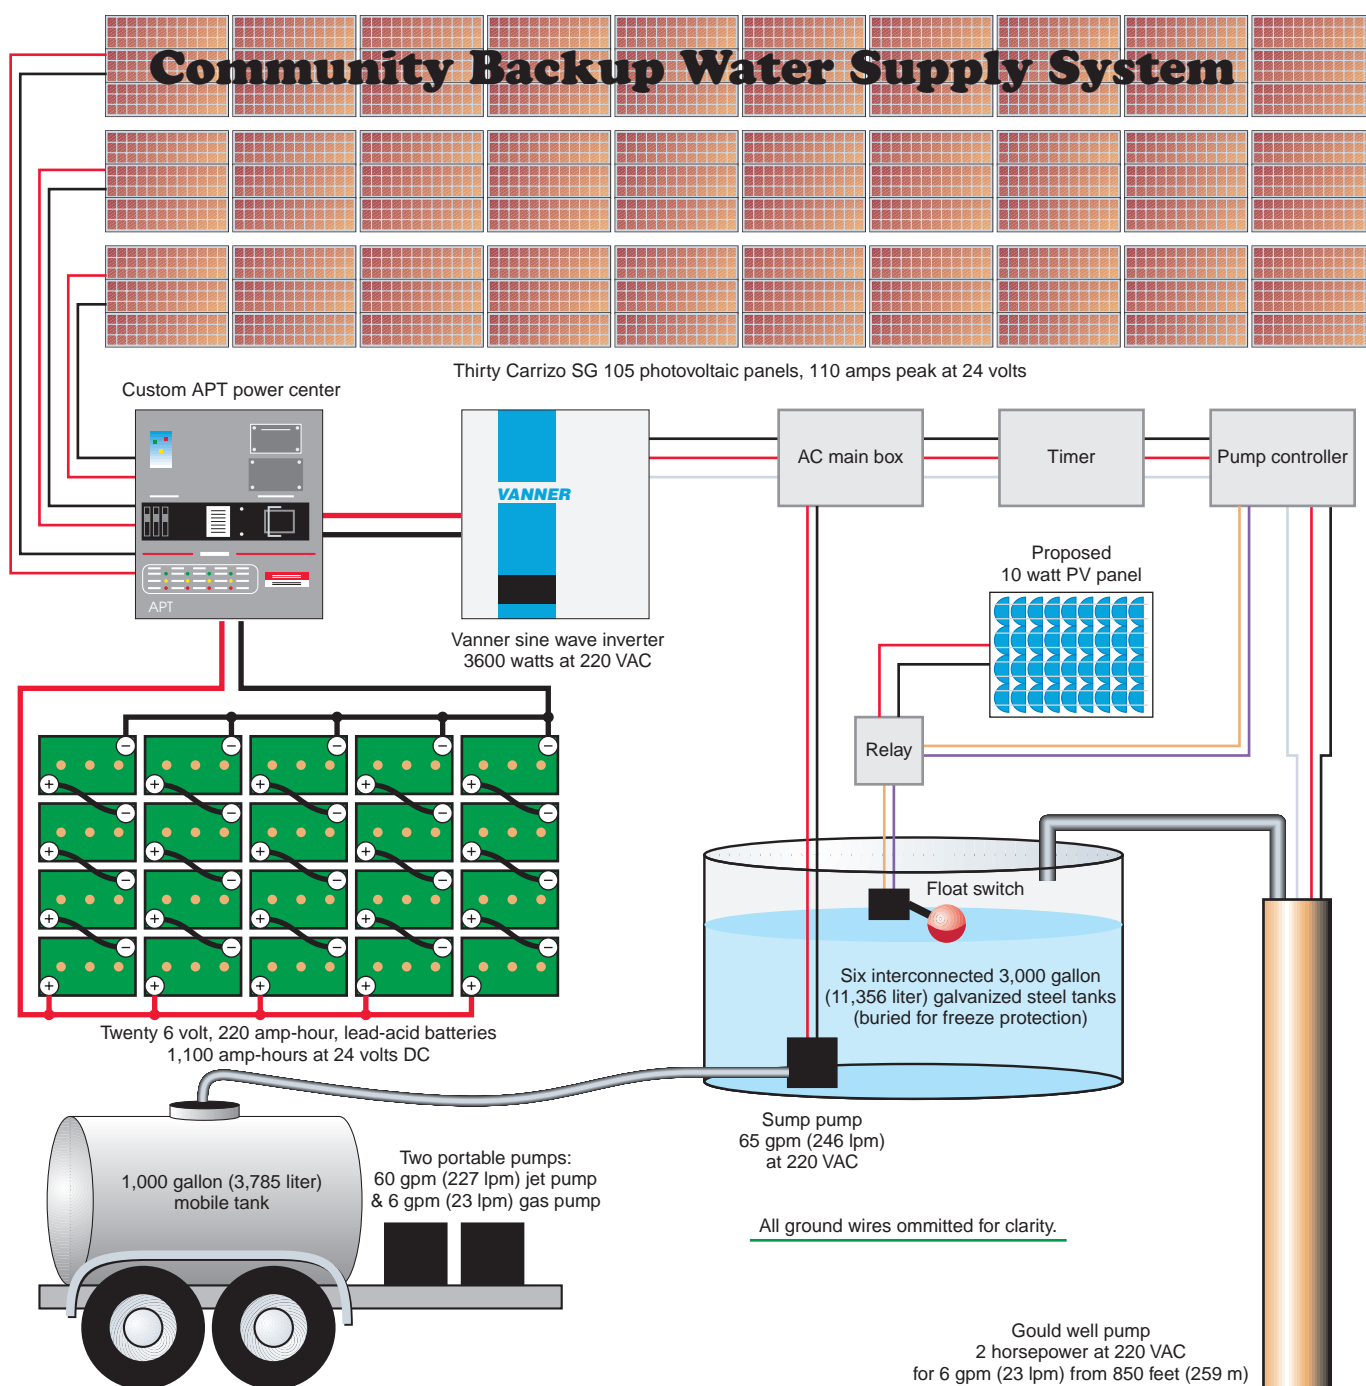 Community Backup Water Supply System
Thirty Carrizo SG 105 photovoltaic panels, 110 amps peak at 24 volts
Custom APT power center
APT
VANNER
Vanner sine wave inverter
3600 watts at 220 VAC
AC main box
Timer
Pump controller
Proposed
10 watt PV panel
Relay
Float switch
Six interconnected 3,000 gallon
(11,356 liter) galvanized steel tanks
(buried for freeze protection)
Twenty 6 volt, 220 amp-hour, lead-acid batteries
1,100 amp-hours at 24 volts DC
Sump pump
65 gpm (246 lpm)
at 220 VAC
1,000 gallon (3,785 liter)
mobile tank
Two portable pumps:
60 gpm (227 lpm) jet pump
& 6 gpm (23 lpm) gas pump
All ground wires ommitted for clarity.
Gould well pump
2 horsepower at 220 VAC
for 6 gpm (23 lpm) from 850 feet (259 m)